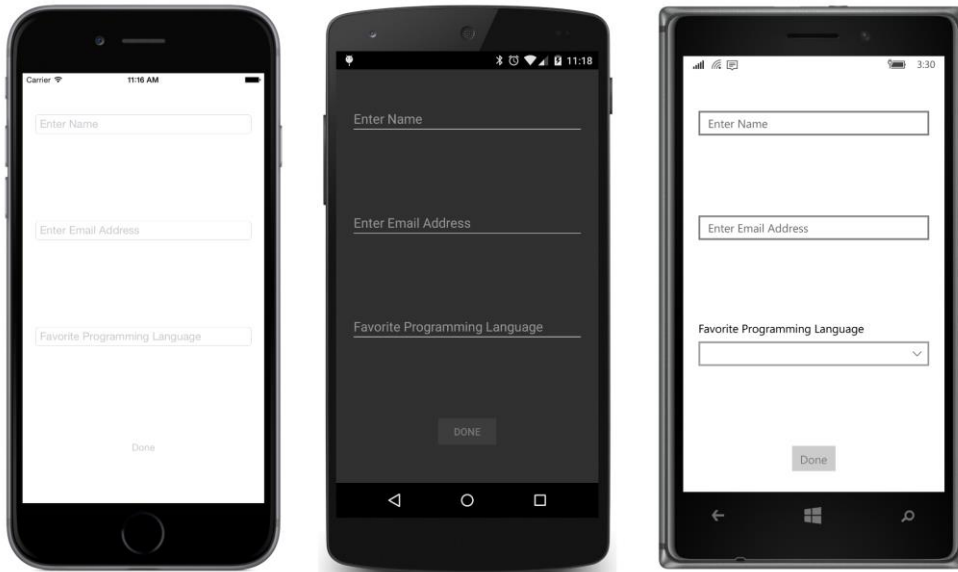 Carrier 11:16 AM
Enter Name
Enter Email Address
Favorite Programming Language
Done
11:18
Enter Name
Enter Email Address
Favorite Programming Language
DONE
3:30
Enter Name
Enter Email Address
Favorite Programming Language
Done